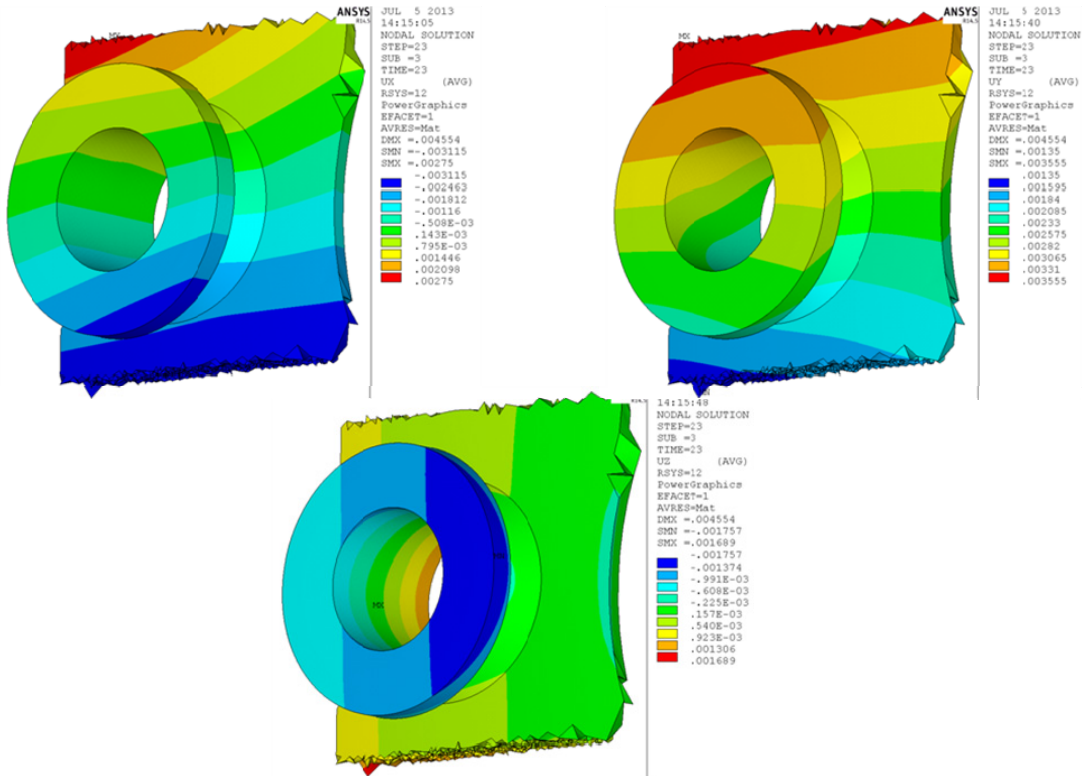 MX
ANSYS
R14.5
JUL 5 2013
14:15:05
NODAL SOLUTION
STEP=23
SUB =3
TIME=23
UX (AVG)
RSYS=12
PowerGraphics
EFACET=1
AVRES=Mat
DMX =.004554
SMN =-.003115
SMX =.00275
-.003115
-.002463
-.001812
-.00116
-.508E-03
.143E-03
.795E-03
.001446
.002098
.00275
MX
ANSYS
R14.5
JUL 5 2013
14:15:40
NODAL SOLUTION
STEP=23
SUB =3
TIME=23
UY (AVG)
RSYS=12
PowerGraphics
EFACET=1
AVRES=Mat
DMX =.004554
SMN =.00135
SMX =.003555
.00135
.001595
.00184
.002085
.00233
.002575
.00282
.003065
.00331
.003555
MX
R14.5
14:15:48
NODAL SOLUTION
STEP=23
SUB =3
TIME=23
UZ (AVG)
RSYS=12
PowerGraphics
EFACET=1
AVRES=Mat
DMX =.004554
SMN =-.001757
SMX =.001689
-.001757
-.001374
-.991E-03
-.608E-03
-.225E-03
.157E-03
.540E-03
.923E-03
.001306
.001689